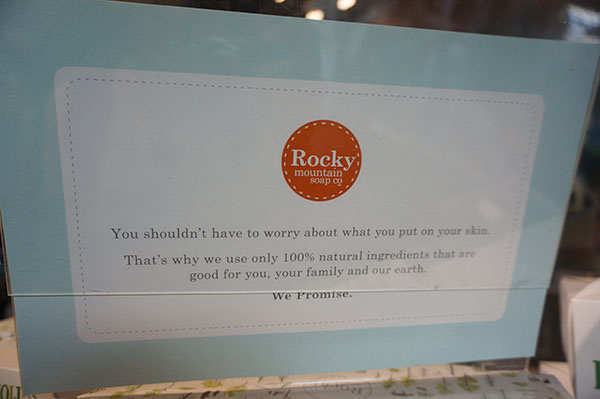 Rocky
mountain
soap co
You shouldn't have to worry about what you put on your skin.
That's why we use only 100% natural ingredients that are
good for you, your family and our earth.
We Promise.